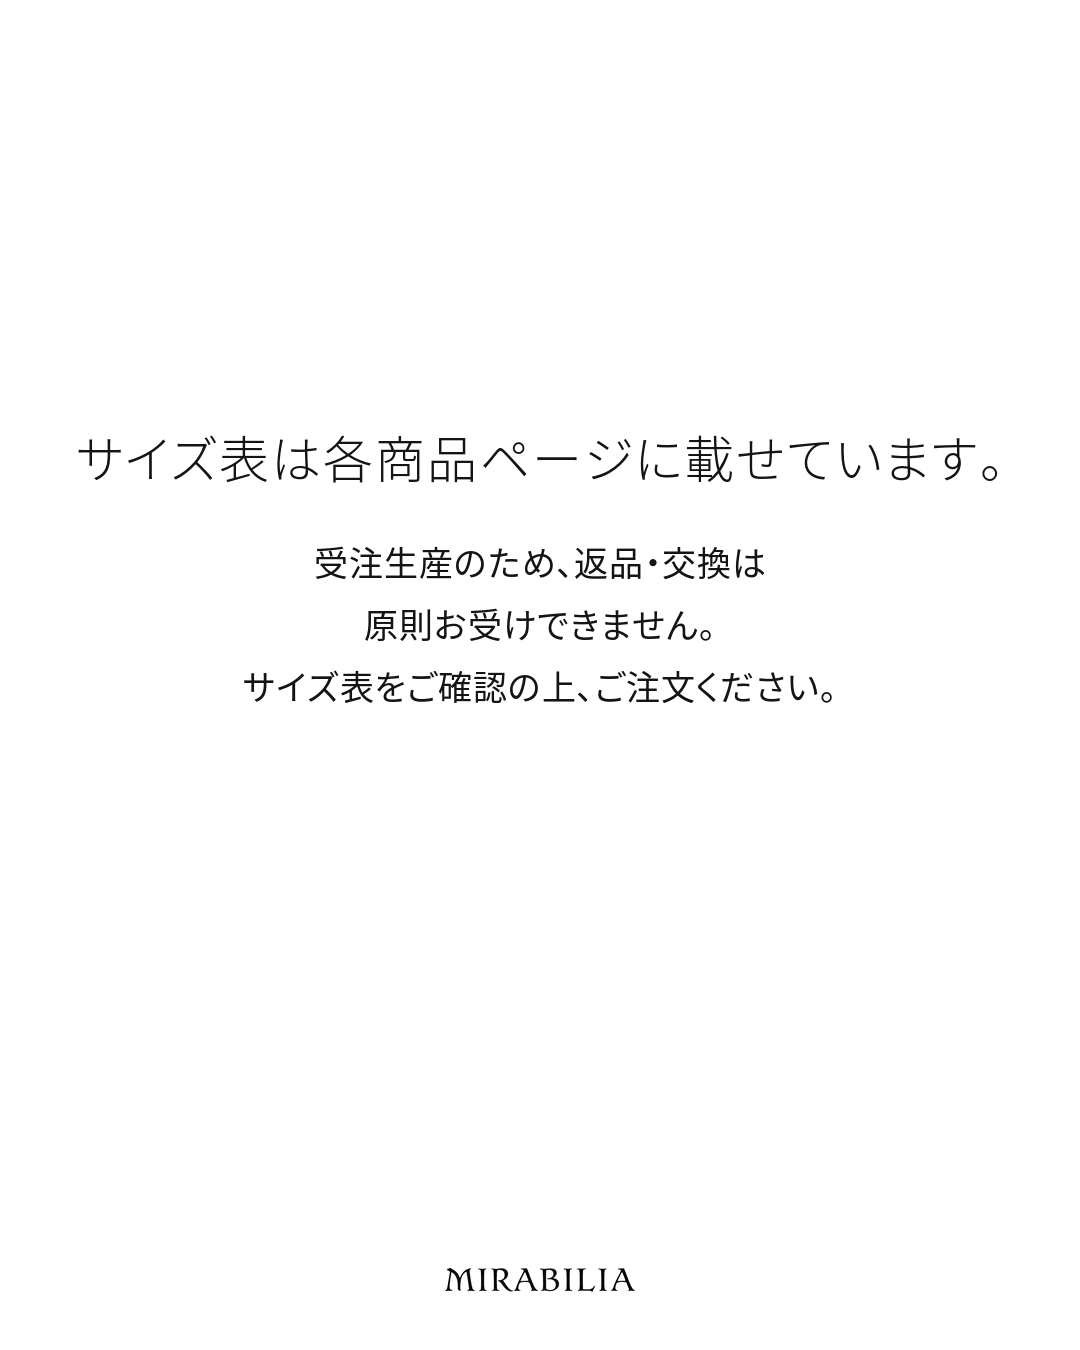 サイズ表は各商品ページに載せています。
受注生産のため、返品・交換は
原則お受けできません。
サイズ表をご確認の上、ご注文ください。
MIRABILIA